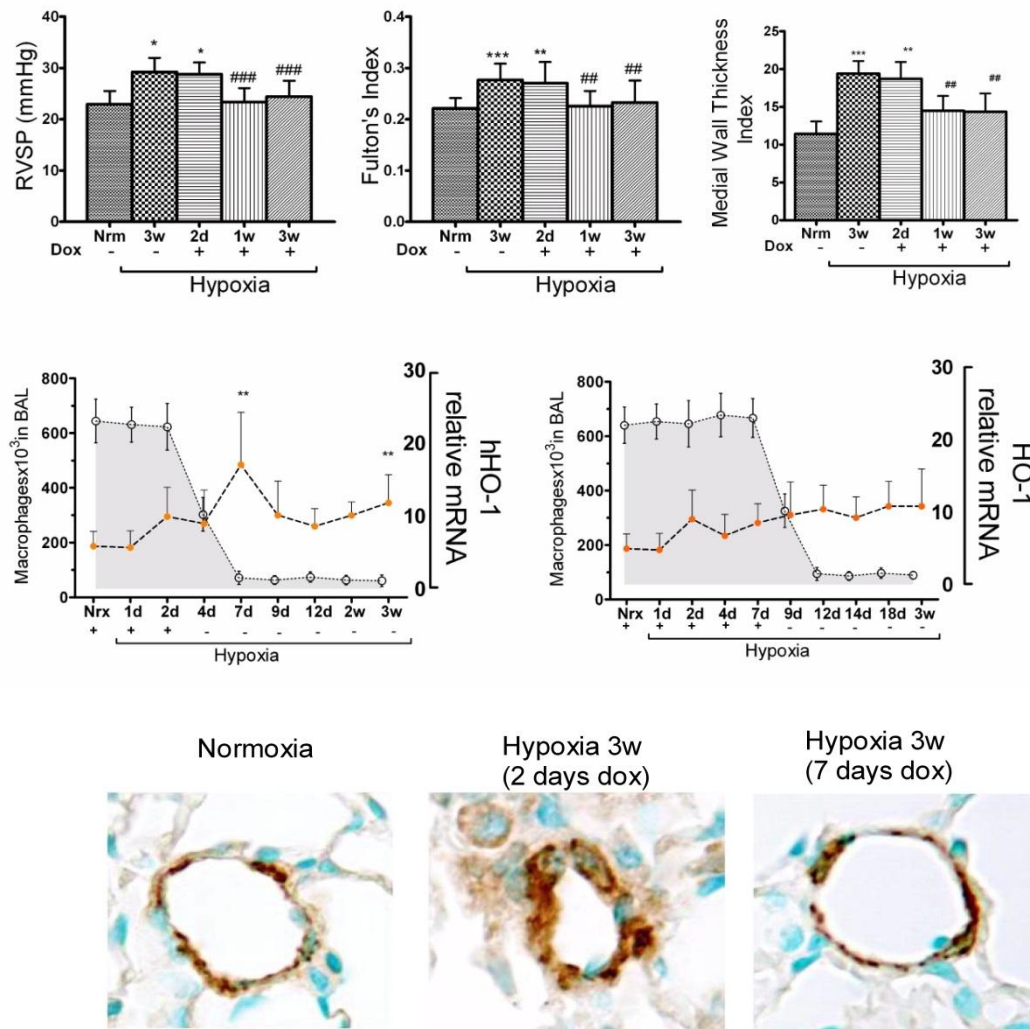 RVSP (mmHg)
40
30
20
10
0
* * ### ###
Nrm 3w 2d 1w 3w
Dox - - + + +
Hypoxia
Fulton's Index
0.4
0.3
0.2
0.1
0.0
*** ** ## ##
Nrm 3w 2d 1w 3w
Dox - - + + +
Hypoxia
Medial Wall Thickness
Index
25
20
15
10
5
0
*** ** ## ##
Nrm 3w 2d 1w 3w
Dox - - + + +
Hypoxia
Macrophagesx10³in BAL
800
600
400
200
0
** **
30
20
10
0
hHO-1
relative mRNA
Nrx 1d 2d 4d 7d 9d 12d 2w 3w
+ + + - - - - - -
Hypoxia
Macrophagesx10³in BAL
800
600
400
200
0
30
20
10
0
HO-1
relative mRNA
Nrx 1d 2d 4d 7d 9d 12d 14d 18d 3w
+ + + + + - - - - -
Hypoxia
Normoxia
Hypoxia 3w
(2 days dox)
Hypoxia 3w
(7 days dox)